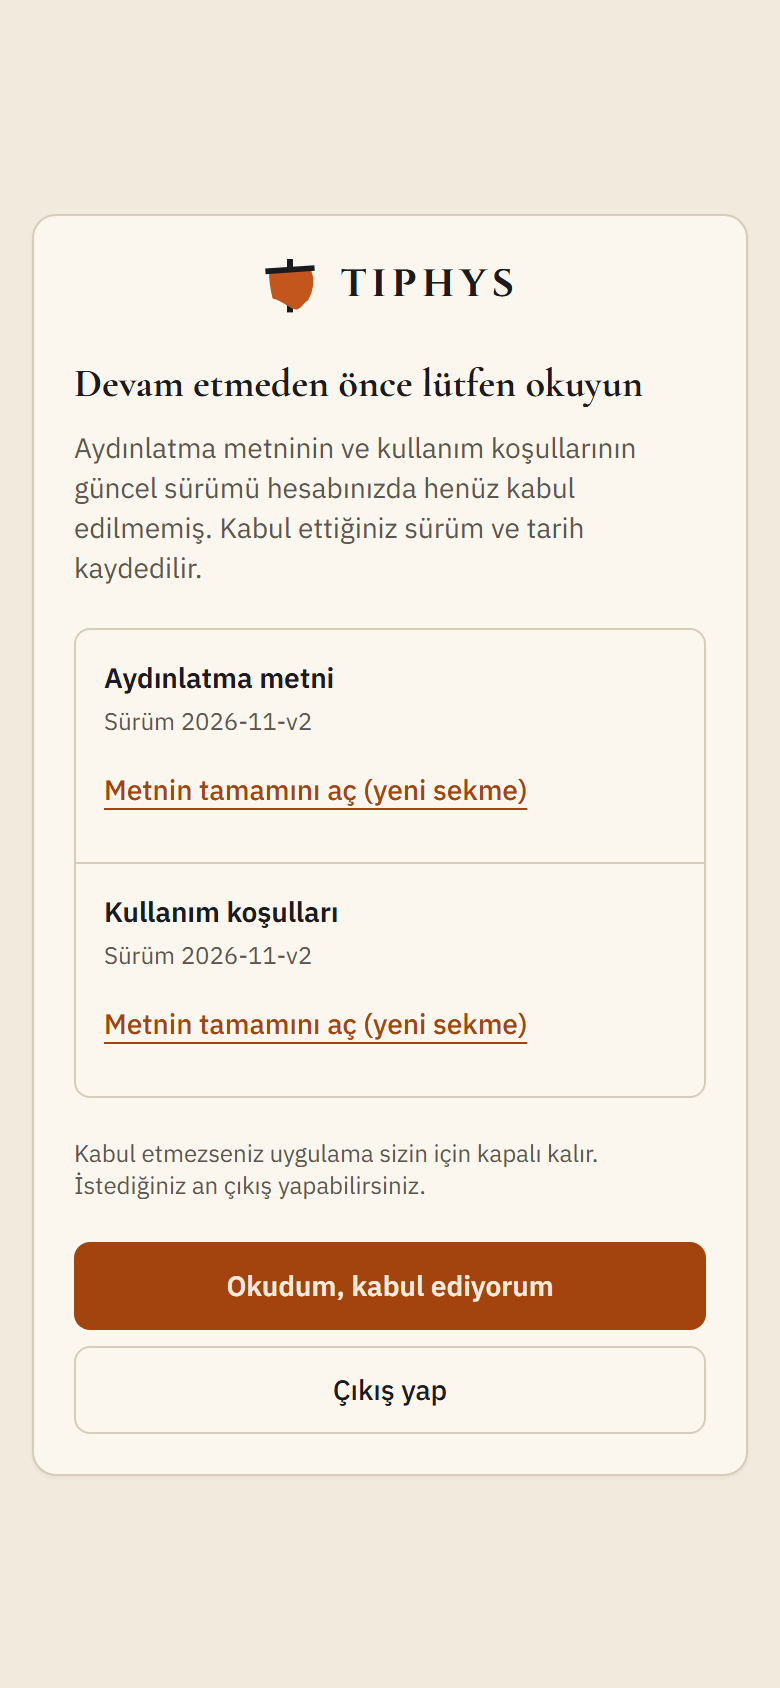 TIPHYS
Devam etmeden önce lütfen okuyun
Aydınlatma metninin ve kullanım koşullarının
güncel sürümü hesabınızda henüz kabul
edilmemiş. Kabul ettiğiniz sürüm ve tarih
kaydedilir.
Aydınlatma metni
Sürüm 2026-11-v2
Metnin tamamını aç (yeni sekme)
Kullanım koşulları
Sürüm 2026-11-v2
Metnin tamamını aç (yeni sekme)
Kabul etmezseniz uygulama sizin için kapalı kalır.
İstediğiniz an çıkış yapabilirsiniz.
Okudum, kabul ediyorum
Çıkış yap